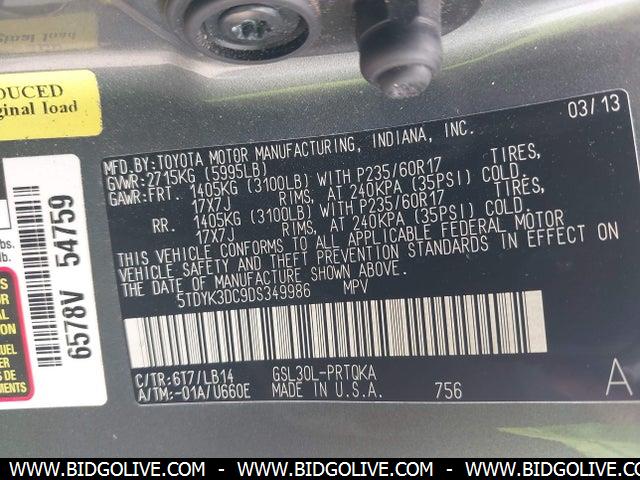 DUCED
ginal load
03/13
MFD.BY:TOYOTA MOTOR MANUFACTURING, INDIANA, INC.
GVWR:2715KG (5995LB)
GAWR:FRT. 1405KG (3100LB) WITH P235/60R17 TIRES,
17X7J RIMS, AT 240KPA (35PSI) COLD.
RR. 1405KG (3100LB) WITH P235/60R17 TIRES,
17X7J RIMS, AT 240KPA (35PSI) COLD.
THIS VEHICLE CONFORMS TO ALL APPLICABLE FEDERAL MOTOR
VEHICLE SAFETY AND THEFT PREVENTION STANDARDS IN EFFECT ON
THE DATE OF MANUFACTURE SHOWN ABOVE.
5TDYK3DC9DS349986 MPV
C/TR:6T7/LB14 GSL30L-PRTQKA
A/TM:-01A/U660E MADE IN U.S.A. 756
A
6578V 54759
bs.
lb.
WWW.BIDGOLIVE.COM - WWW.BIDGOLIVE.COM - WWW.BIDGOLIVE.COM